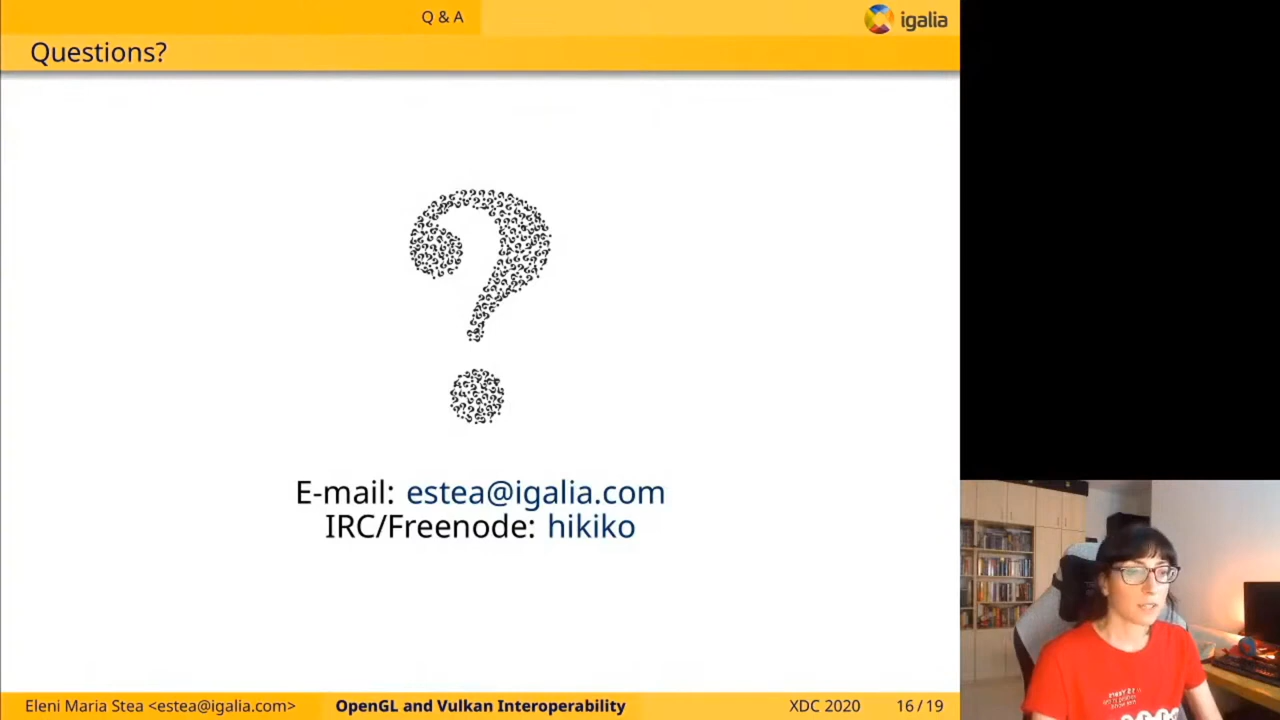 Q & A
igalia
Questions?
E-mail: estea@igalia.com
IRC/Freenode: hikiko
Eleni Maria Stea <estea@igalia.com>
OpenGL and Vulkan Interoperability
XDC 2020
16 / 19